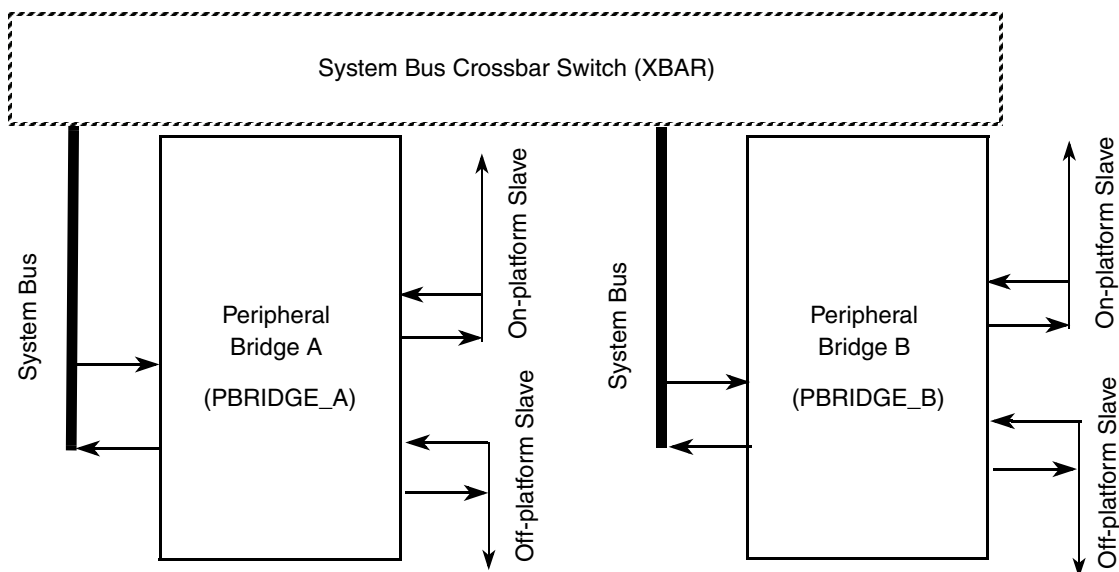 System Bus Crossbar Switch (XBAR)
System Bus
Peripheral
Bridge A
(PBRIDGE_A)
On-platform Slave
Off-platform Slave
System Bus
Peripheral
Bridge B
(PBRIDGE_B)
On-platform Slave
Off-platform Slave